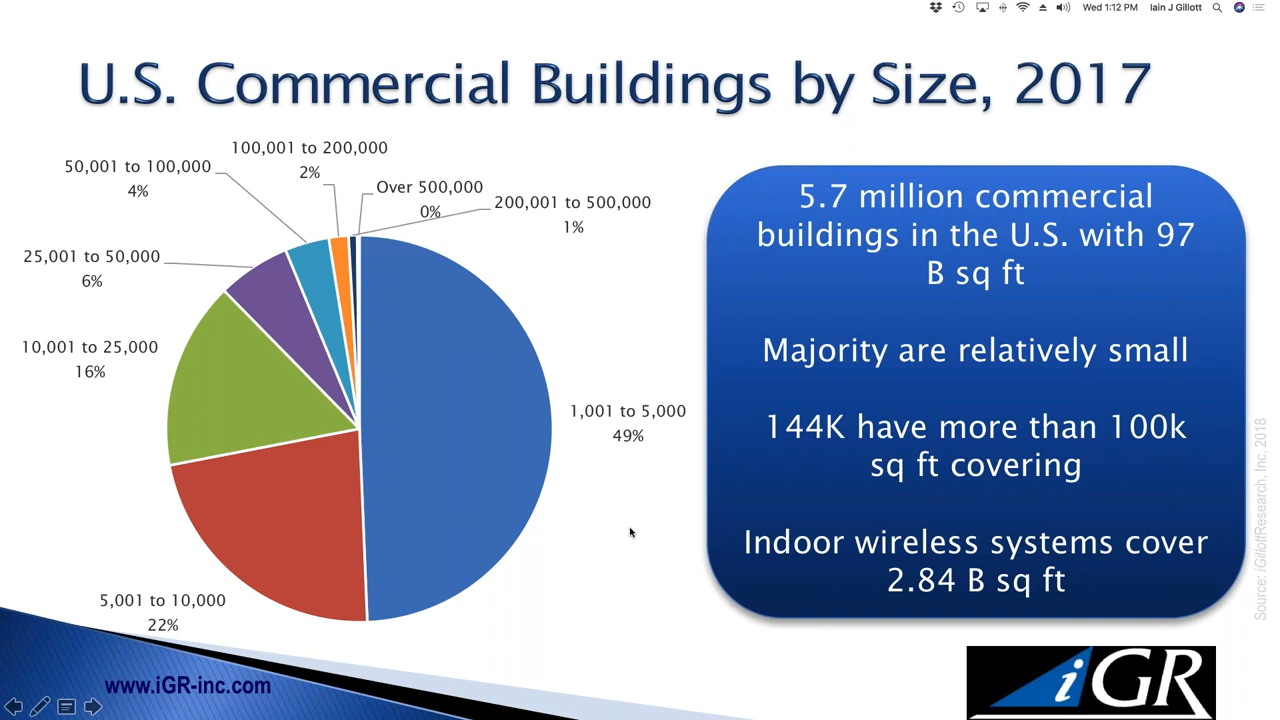 Wed 1:12 PM Iain J Gillott
U.S. Commercial Buildings by Size, 2017
100,001 to 200,000
2%
50,001 to 100,000
4%
Over 500,000
0%
200,001 to 500,000
1%
25,001 to 50,000
6%
10,001 to 25,000
16%
1,001 to 5,000
49%
5,001 to 10,000
22%
5.7 million commercial
buildings in the U.S. with 97
B sq ft
Majority are relatively small
144K have more than 100k
sq ft covering
Indoor wireless systems cover
2.84 B sq ft
Source: iGillottResearch, Inc, 2018
www.iGR-inc.com
iGR